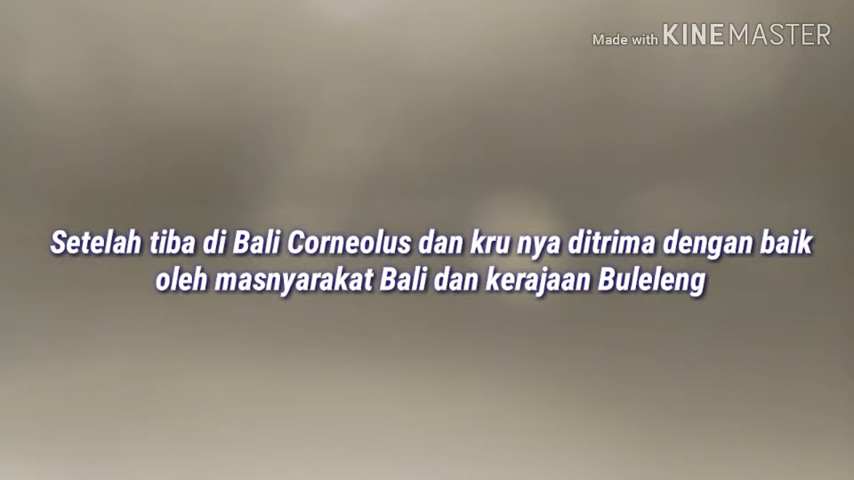 Made with KINEMASTER
Setelah tiba di Bali Corneolus dan kru nya ditrima dengan baik
oleh masnyarakat Bali dan kerajaan Buleleng